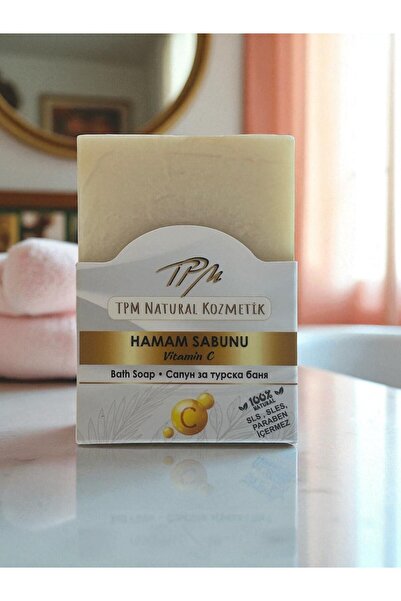 TPM
TPM NATURAL KOZMETİK
HAMAM SABUNU
Vitamin C
Bath Soap • Сапун за турска баня
C
100%
NATURAL
SLS, SLES,
PARABEN
İÇERMEZ